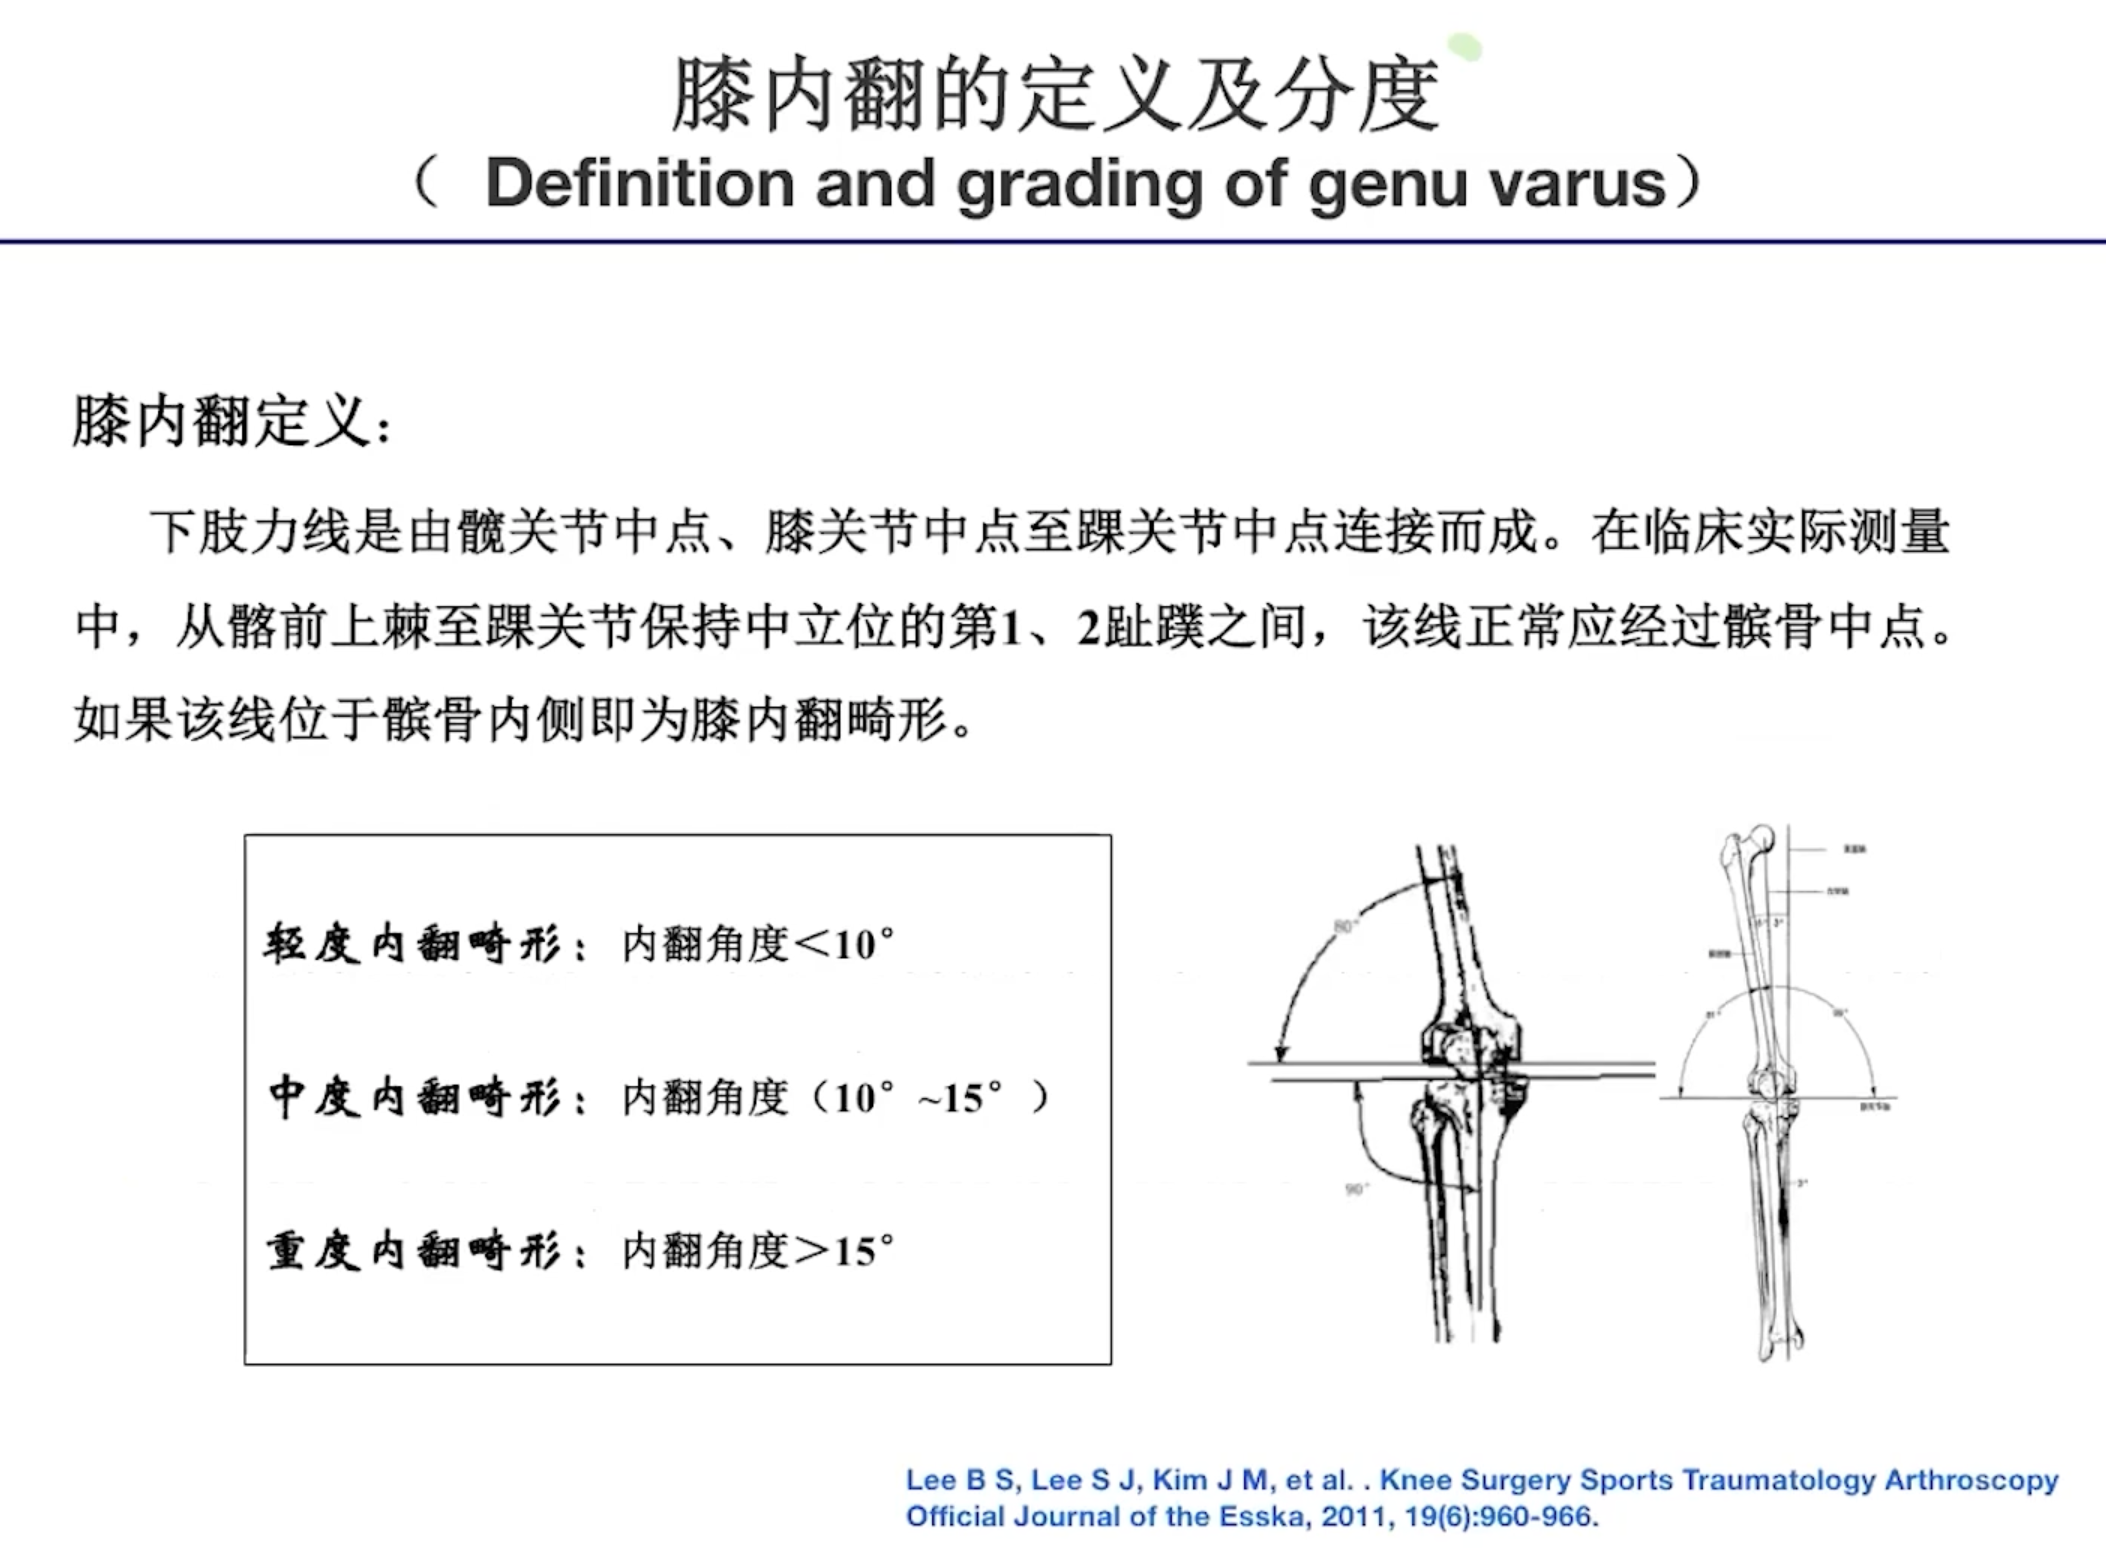 膝内翻的定义及分度
（ Definition and grading of genu varus）
膝内翻定义：
下肢力线是由髋关节中点、膝关节中点至踝关节中点连接而成。在临床实际测量
中，从髂前上棘至踝关节保持中立位的第1、2趾蹼之间，该线正常应经过髌骨中点。
如果该线位于髌骨内侧即为膝内翻畸形。
轻度内翻畸形：内翻角度＜10°
中度内翻畸形：内翻角度（10°~15°）
重度内翻畸形：内翻角度＞15°
80°
90°
3°
3°
Lee B S, Lee S J, Kim J M, et al. . Knee Surgery Sports Traumatology Arthroscopy
Official Journal of the Esska, 2011, 19(6):960-966.